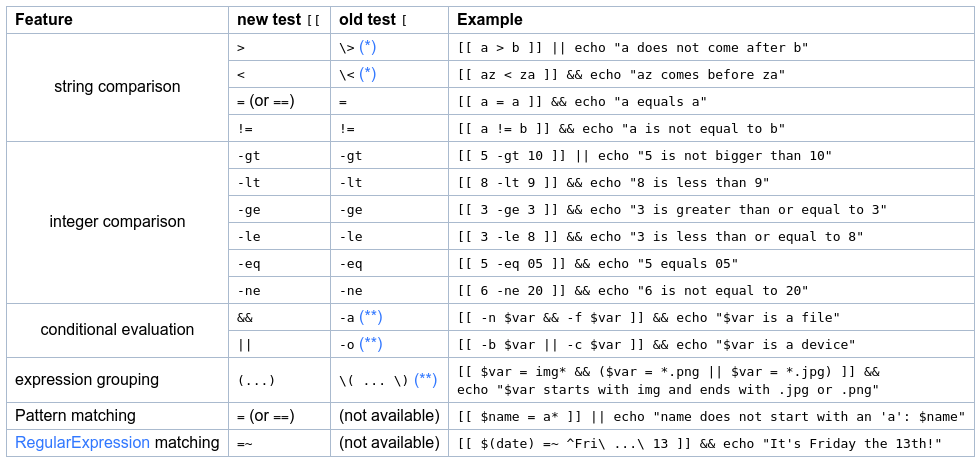 Feature new test [[ old test [ Example
string comparison
> \> (*) [[ a > b ]] || echo "a does not come after b"
< \< (*) [[ az < za ]] && echo "az comes before za"
= (or ==) = [[ a = a ]] && echo "a equals a"
!= != [[ a != b ]] && echo "a is not equal to b"
integer comparison
-gt -gt [[ 5 -gt 10 ]] || echo "5 is not bigger than 10"
-lt -lt [[ 8 -lt 9 ]] && echo "8 is less than 9"
-ge -ge [[ 3 -ge 3 ]] && echo "3 is greater than or equal to 3"
-le -le [[ 3 -le 8 ]] && echo "3 is less than or equal to 8"
-eq -eq [[ 5 -eq 05 ]] && echo "5 equals 05"
-ne -ne [[ 6 -ne 20 ]] && echo "6 is not equal to 20"
conditional evaluation
&& -a (**) [[ -n $var && -f $var ]] && echo "$var is a file"
|| -o (**) [[ -b $var || -c $var ]] && echo "$var is a device"
expression grouping (...) \( ... \) (**) [[ $var = img* && ($var = *.png || $var = *.jpg) ]] &&
echo "$var starts with img and ends with .jpg or .png"
Pattern matching = (or ==) (not available) [[ $name = a* ]] || echo "name does not start with an 'a': $name"
RegularExpression matching =~ (not available) [[ $(date) =~ ^Fri\ ...\ 13 ]] && echo "It's Friday the 13th!"